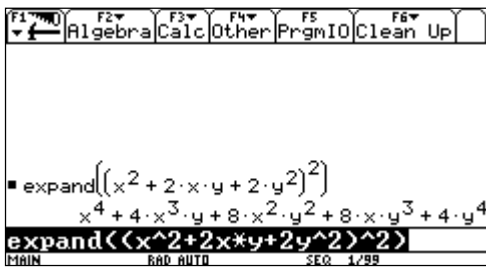 F1 F2 Algebra F3 Calc F4 Other F5 PrgmIO F6 Clean Up
expand((x² + 2·x·y + 2·y²)²)
x⁴ + 4·x³·y + 8·x²·y² + 8·x·y³ + 4·y⁴
expand((x^2+2x*y+2y^2)^2)
MAIN RAD AUTO SEQ 1/99